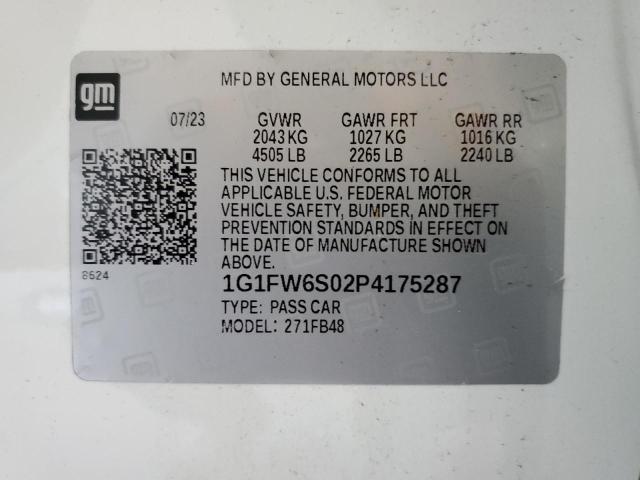 gm
MFD BY GENERAL MOTORS LLC
07/23 GVWR GAWR FRT GAWR RR
2043 KG 1027 KG 1016 KG
4505 LB 2265 LB 2240 LB
THIS VEHICLE CONFORMS TO ALL
APPLICABLE U.S. FEDERAL MOTOR
VEHICLE SAFETY, BUMPER, AND THEFT
PREVENTION STANDARDS IN EFFECT ON
THE DATE OF MANUFACTURE SHOWN
ABOVE.
8624
1G1FW6S02P4175287
TYPE: PASS CAR
MODEL: 271FB48